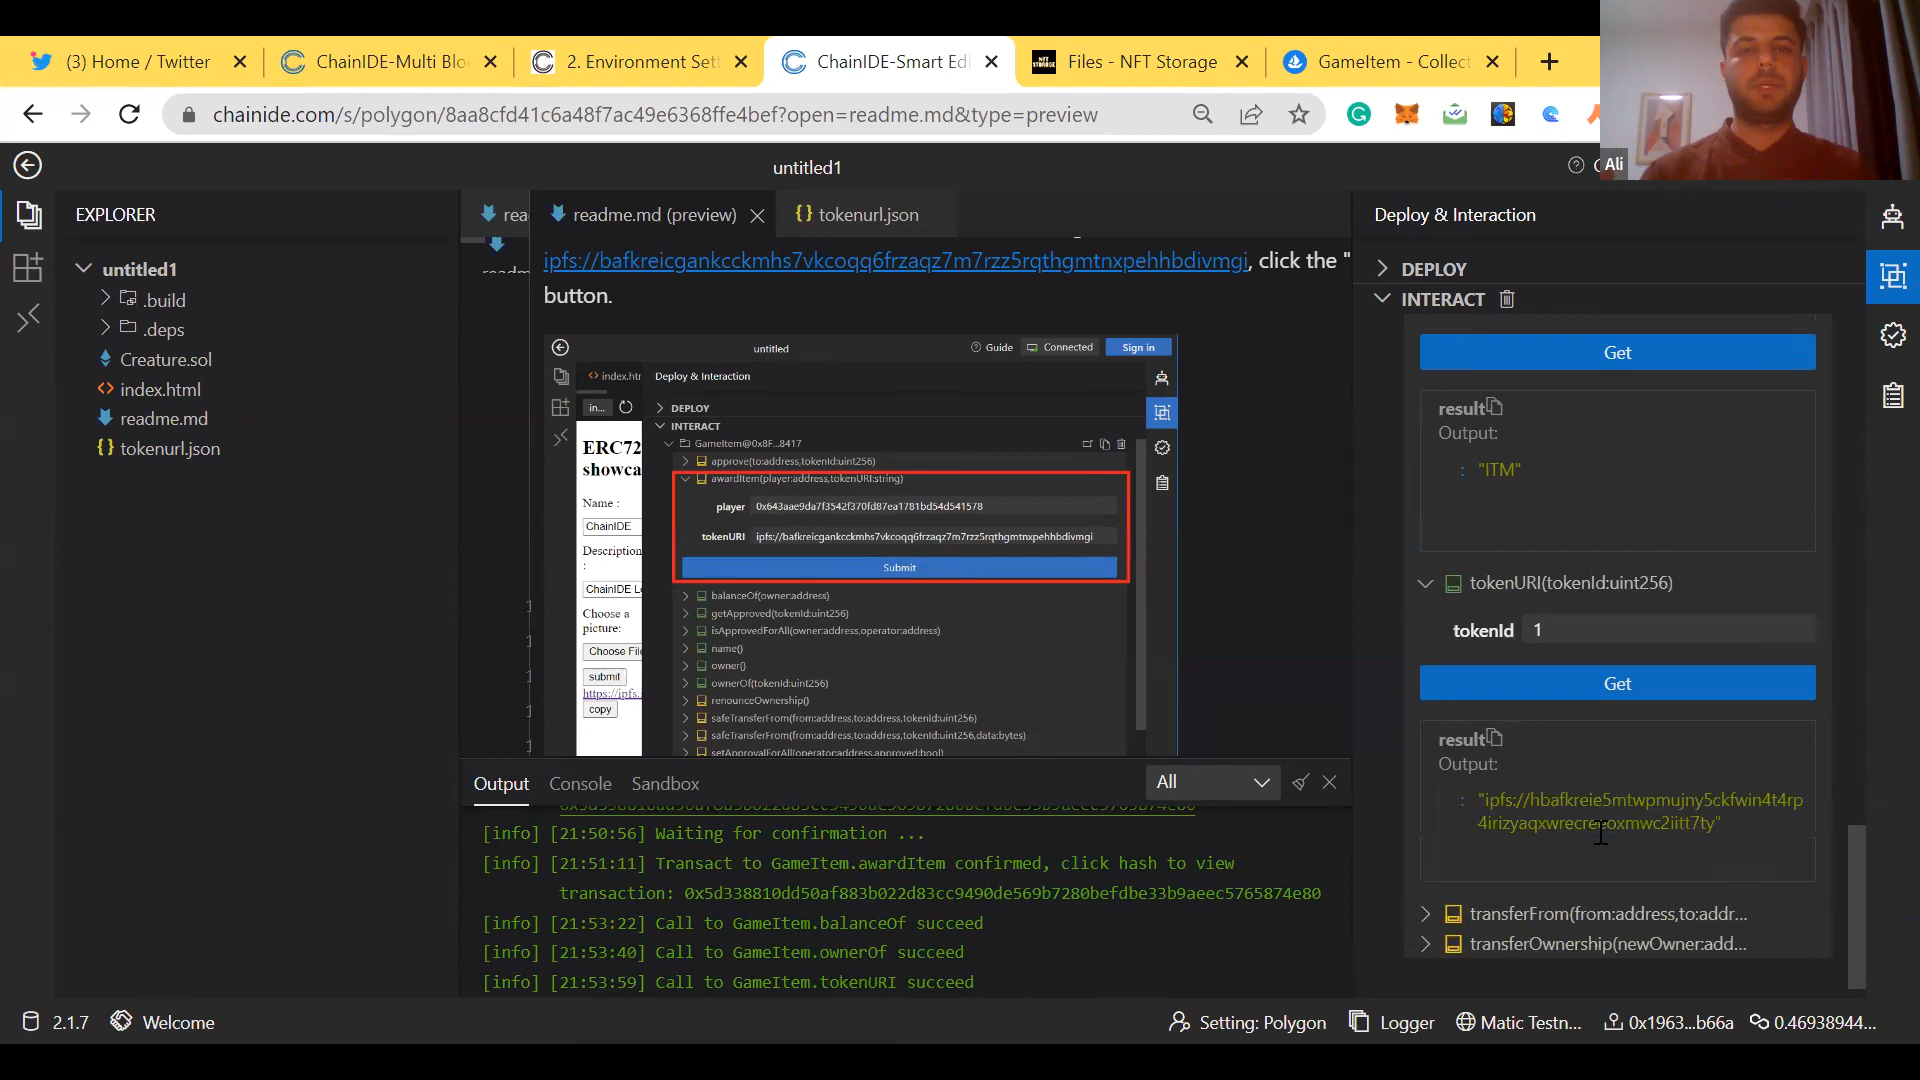 (3) Home / Twitter
ChainIDE-Multi Blo
2. Environment Sett
ChainIDE-Smart Edi
Files - NFT Storage
GameItem - Collect
chainide.com/s/polygon/8aa8cfd41c6a48f7ac49e6368ffe4bef?open=readme.md&type=preview
Ali
untitled1
EXPLORER
untitled1
.build
.deps
Creature.sol
index.html
readme.md
tokenurl.json
rea
readme.md (preview)
tokenurl.json
ipfs://bafkreicgankcckmhs7vkcoqq6frzaqz7m7rzz5rqthgmtnxpehhbdivmgi, click the "
button.
untitled
Guide
Connected
Sign in
index.htr
Deploy & Interaction
in...
DEPLOY
INTERACT
ERC72
showca
GameItem@0x8F...8417
approve(to:address,tokenId:uint256)
awardItem(player:address,tokenURI:string)
Name :
player 0x643aae9da7f3542f370fd87ea1781bd54d541578
ChainIDE
tokenURI ipfs://bafkreicgankcckmhs7vkcoqq6frzaqz7m7rzz5rqthgmtnxpehhbdivmgi
Description
:
Submit
ChainIDE Lo
balanceOf(owner:address)
Choose a
picture:
getApproved(tokenId:uint256)
isApprovedForAll(owner:address,operator:address)
Choose File
name()
owner()
submit
ownerOf(tokenId:uint256)
https://ipfs.i
renounceOwnership()
copy
safeTransferFrom(from:address,to:address,tokenId:uint256)
safeTransferFrom(from:address,to:address,tokenId:uint256,data:bytes)
setApprovalForAll(operator:address,approved:bool)
Output
Console
Sandbox
All
[info] [21:50:56] Waiting for confirmation ...
[info] [21:51:11] Transact to GameItem.awardItem confirmed, click hash to view
transaction: 0x5d338810dd50af883b022d83cc9490de569b7280befdbe33b9aeec5765874e80
[info] [21:53:22] Call to GameItem.balanceOf succeed
[info] [21:53:40] Call to GameItem.ownerOf succeed
[info] [21:53:59] Call to GameItem.tokenURI succeed
Deploy & Interaction
DEPLOY
INTERACT
Get
result
Output:
: "ITM"
tokenURI(tokenId:uint256)
tokenId 1
Get
result
Output:
: "ipfs://hbafkreie5mtwpmujny5ckfwin4t4rp
transferFrom(from:address,to:addr...
transferOwnership(newOwner:add...
2.1.7
Welcome
Setting: Polygon
Logger
Matic Testn...
0x1963...b66a
0.46938944...